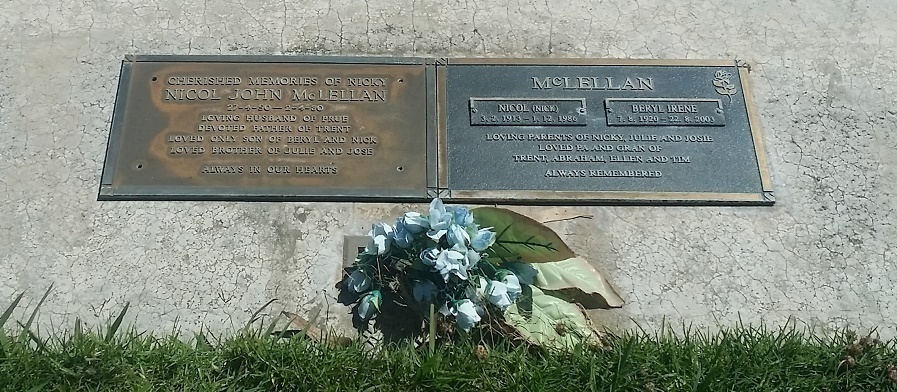 CHERISHED MEMORIES OF NICKY
NICOL JOHN McLELLAN
LOVING HUSBAND OF PRUE
DEVOTED FATHER OF TRENT
LOVED ONLY SON OF BERYL AND NICK
LOVED BROTHER OF JULIE AND JOSIE
ALWAYS IN OUR HEARTS
McLELLAN
NICOL (NICK)
3. 2. 1913 - 1. 12. 1986
BERYL IRENE
7. 8. 1920 - 22. 8. 2003
LOVING PARENTS OF NICKY, JULIE AND JOSIE
LOVED PA AND GRAN OF
TRENT, ABRAHAM, ELLEN AND TIM
ALWAYS REMEMBERED